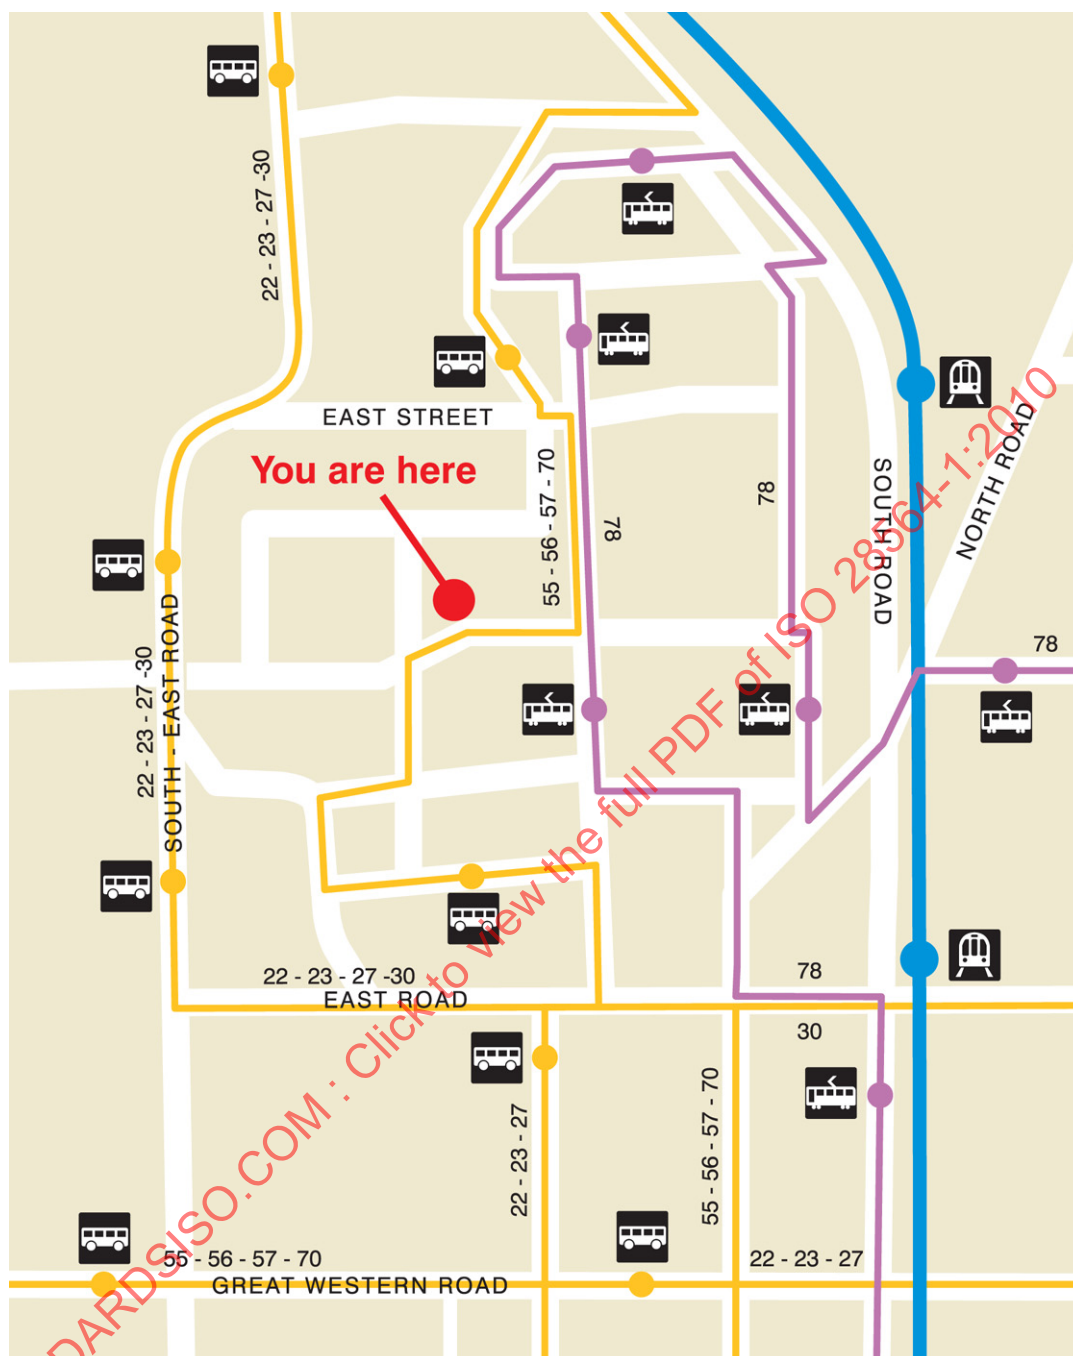 22 - 23 - 27 -30
EAST STREET
You are here
55 - 56 - 57 - 70
78
78
SOUTH ROAD
NORTH ROAD
78
22 - 23 - 27 -30
SOUTH - EAST ROAD
22 - 23 - 27 -30
EAST ROAD
78
30
22 - 23 - 27
55 - 56 - 57 - 70
55 - 56 - 57 - 70
GREAT WESTERN ROAD
22 - 23 - 27
DARDSISO.COM : Click to view the full PDF of ISO 28564-1:2010